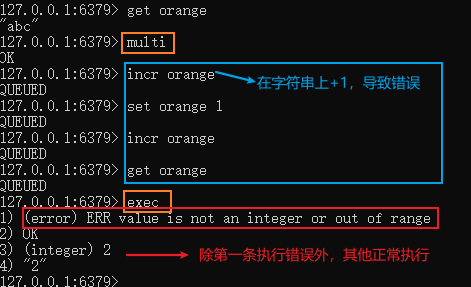 127.0.0.1:6379> get orange
"abc"
127.0.0.1:6379> multi
OK
127.0.0.1:6379> incr orange 在字符串上+1，导致错误
QUEUED
127.0.0.1:6379> set orange 1
QUEUED
127.0.0.1:6379> incr orange
QUEUED
127.0.0.1:6379> get orange
QUEUED
127.0.0.1:6379> exec
1) (error) ERR value is not an integer or out of range
2) OK
3) (integer) 2 除第一条执行错误外，其他正常执行
4) "2"